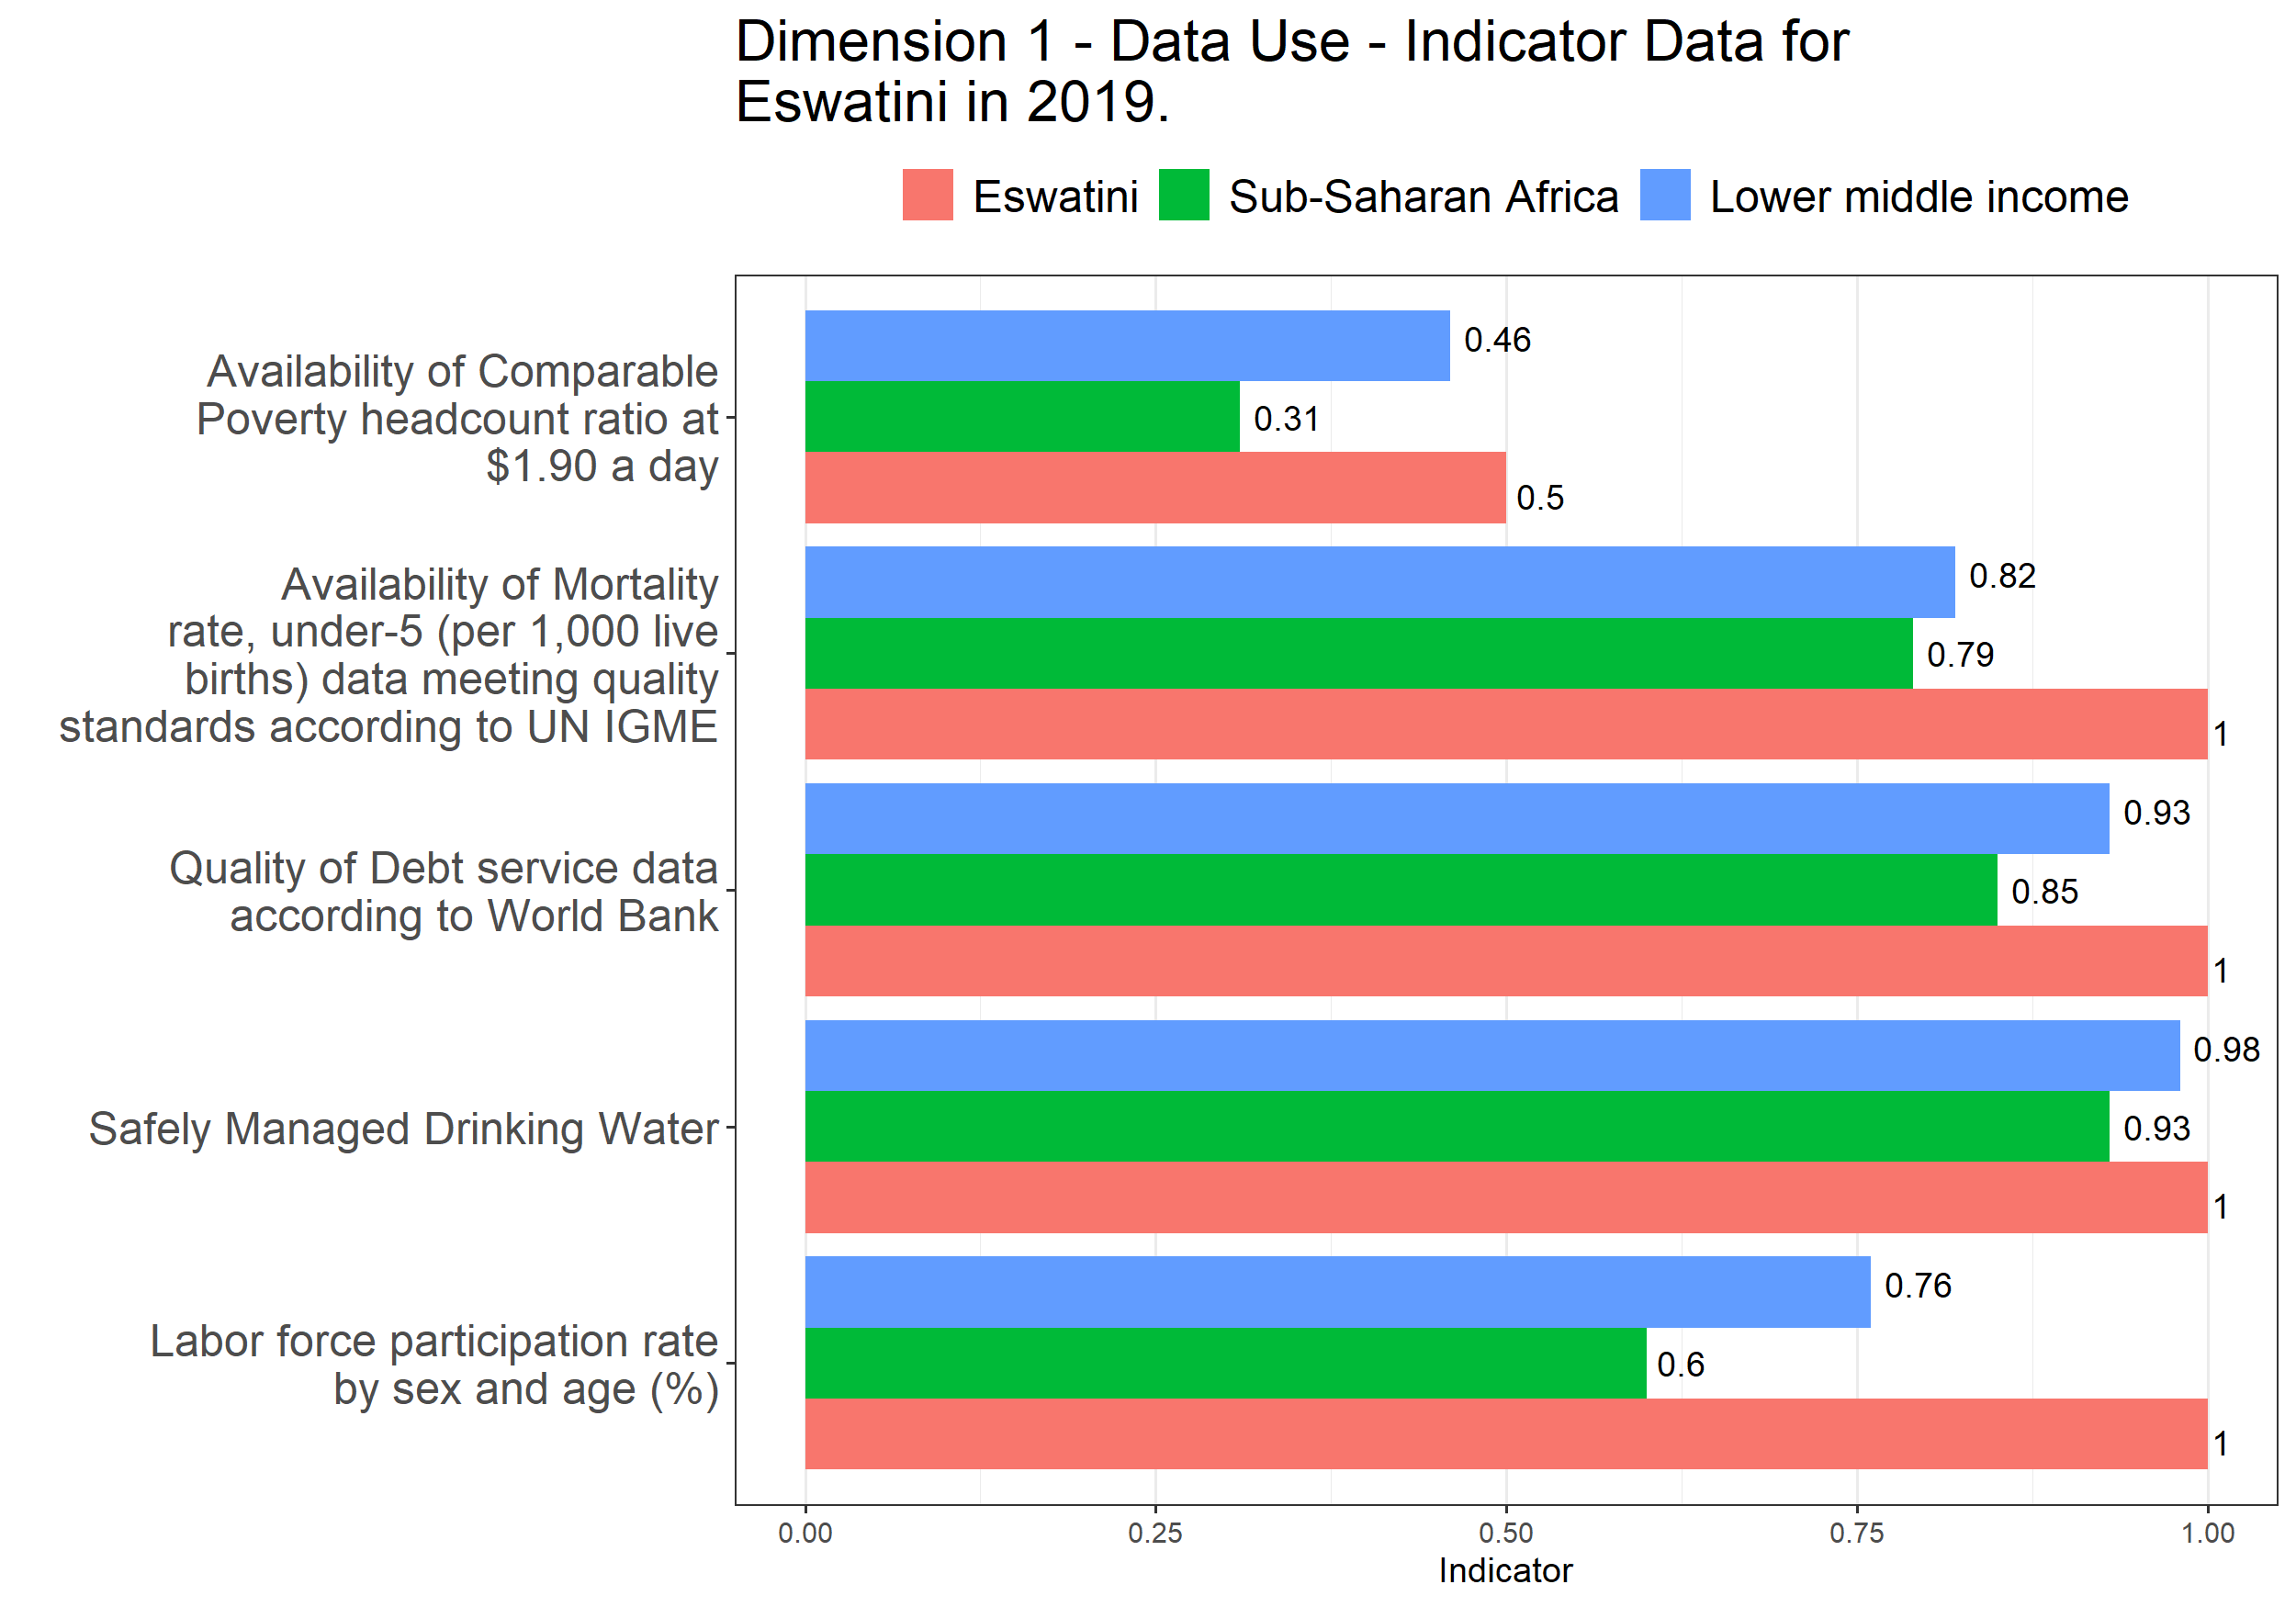 Dimension 1 - Data Use - Indicator Data for
Eswatini in 2019.
Eswatini
Sub-Saharan Africa
Lower middle income
Availability of Comparable
Poverty headcount ratio at
$1.90 a day
0.46
0.31
0.5
Availability of Mortality
rate, under-5 (per 1,000 live
births) data meeting quality
standards according to UN IGME
0.82
0.79
1
Quality of Debt service data
according to World Bank
0.93
0.85
1
Safely Managed Drinking Water
0.98
0.93
1
Labor force participation rate
by sex and age (%)
0.76
0.6
1
0.00
0.25
0.50
0.75
1.00
Indicator